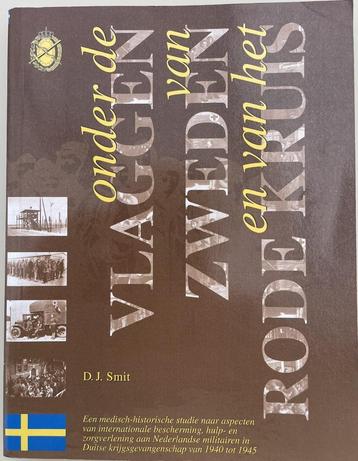 onder de
VLAGGEN
van
ZWEDEN
en van het
RODE KRUIS
D. J. Smit
Een medisch-historische studie naar aspecten
van internationale bescherming, hulp- en
zorgverlening aan Nederlandse militairen in
Duitse krijgsgevangenschap van 1940 tot 1945